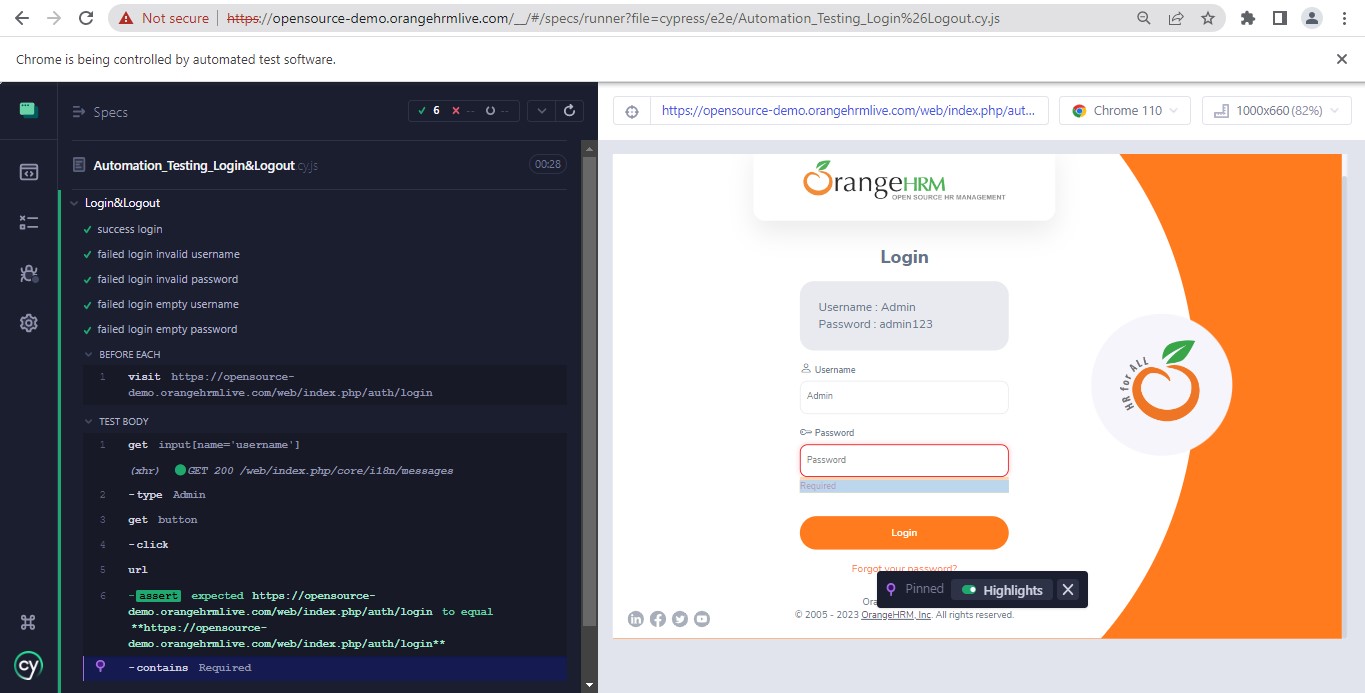 Not secure | https://opensource-demo.orangehrmlive.com/__/#/specs/runner?file=cypress/e2e/Automation_Testing_Login%26Logout.cy.js
Chrome is being controlled by automated test software.
Specs
6 -- --
Automation_Testing_Login&Logout.cy.js 00:28
Login&Logout
success login
failed login invalid username
failed login invalid password
failed login empty username
failed login empty password
BEFORE EACH
1 visit https://opensource-
demo.orangehrmlive.com/web/index.php/auth/login
TEST BODY
1 get input[name='username']
(xhr) GET 200 /web/index.php/core/i18n/messages
2 -type Admin
3 get button
4 -click
5 url
6 -assert expected https://opensource-
demo.orangehrmlive.com/web/index.php/auth/login to equal
**https://opensource-
demo.orangehrmlive.com/web/index.php/auth/login**
-contains Required
cy
https://opensource-demo.orangehrmlive.com/web/index.php/aut...
Chrome 110
1000x660 (82%)
OrangeHRM
OPEN SOURCE HR MANAGEMENT
Login
Username : Admin
Password : admin123
Username
Admin
Password
Password
Required
Login
Forgot your password?
HR for ALL
Pinned Highlights
Ora
© 2005 - 2023 OrangeHRM, Inc. All rights reserved.